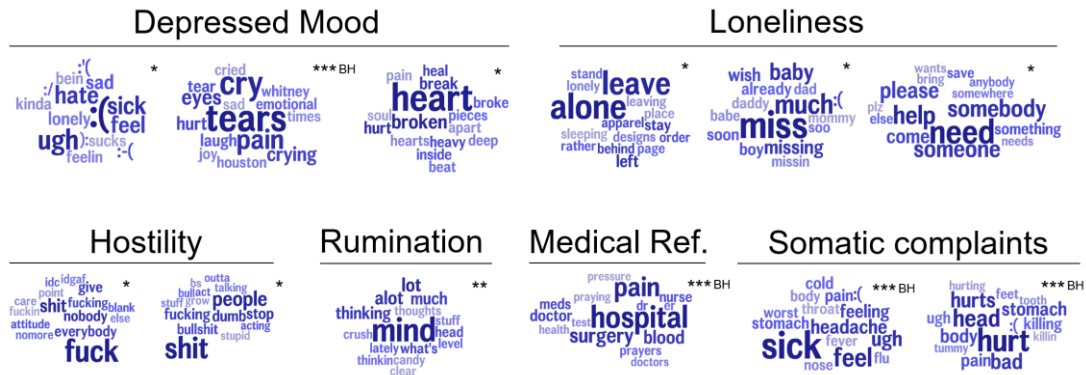 Depressed Mood
Loneliness
:'( *
bein sad
:/ hate
kinda :( sick
lonely feel
ugh ): sucks
feelin :-(
cried *** BH
tear cry
eyes sad whitney
emotional
hurt tears times
laugh pain
joy houston crying
pain heal *
break
heart broke
soul broken pieces
hurt apart
hearts heavy deep
inside
beat
stand leave *
lonely
alone leaving
place
apparel stay
sleeping designs order
rather behind page
left
wish baby *
already dad
daddy much :(
babe miss mommy
soon soo
boy missing
missin
wants save *
bring anybody
please somewhere
plz help somebody
else need something
come needs
someone
Hostility
Rumination
Medical Ref.
Somatic complaints
idc idgaf give *
point
care shit fucking blank
fuckin nobody else
attitude everybody
nomore
fuck
bs outta *
bullact talking
stuff grow people
fucking dumb stop
bullshit acting
shit stupid
lot **
alot much
thinking thoughts
mind stuff
crush head
lately what's level
thinkin candy
clear
pressure *** BH
pain
meds praying nurse
dr er
doctor hospital
health test
surgery blood
prayers
doctors
cold *** BH
body pain :(
worst throat feeling
stomach headache
fever ugh
sick feel flu
nose
hurting *** BH
hurts feet tooth
ugh head stomach
:( killing
body hurt killin
tummy
pain bad